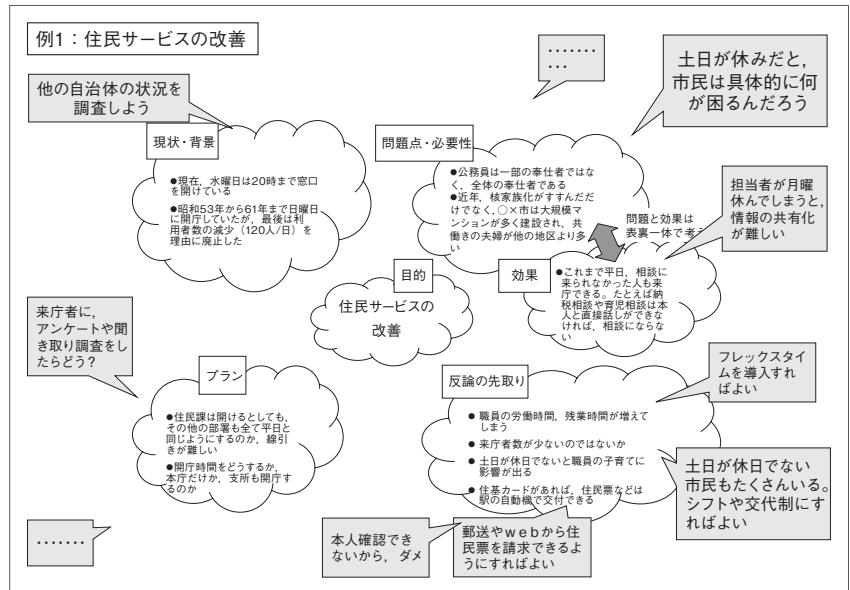 例1：住民サービスの改善
他の自治体の状況を
調査しよう
現状・背景
●現在，水曜日は20時まで窓口
を開けている
●昭和53年から61年まで日曜日
に開庁していたが，最後は利
用者数の減少（120人/日）を
理由に廃止した
・・・・・・・
・・・
問題点・必要性
●公務員は一部の奉仕者ではな
く，全体の奉仕者である
●近年，核家族化がすすんだだ
けでなく，○×市は大規模マ
ンションが多く建設され，共
働きの夫婦が他の地区より多
い
土日が休みだと，
市民は具体的に何
が困るんだろう
問題と効果は
表裏一体で考え
担当者が月曜
休んでしまうと，
情報の共有化
が難しい
目的
住民サービスの
改善
効果
●これまで平日，相談に
来られなかった人も来
庁できる。たとえば納
税相談や育児相談は本
人と直接話しができな
ければ，相談にならな
い
来庁者に，
アンケートや聞
き取り調査をし
たらどう？
プラン
●住民課は開けるとしても，
その他の部署も全て平日と
同じようにするのか，線引
きが難しい
●開庁時間をどうするか，
本庁だけか，支所も開庁す
るのか
・・・・・・・
反論の先取り
●職員の労働時間，残業時間が増えて
しまう
●来庁者数が少ないのではないか
●土日が休日でないと職員の子育てに
影響が出る
●住基カードがあれば，住民票などは
駅の自動機で交付できる
フレックスタイ
ムを導入すれ
ばよい
土日が休日でない
市民もたくさんいる。
シフトや交代制にす
ればよい
本人確認でき
ないから，ダメ
郵送やｗｅｂから住
民票を請求できるよ
うにすればよい